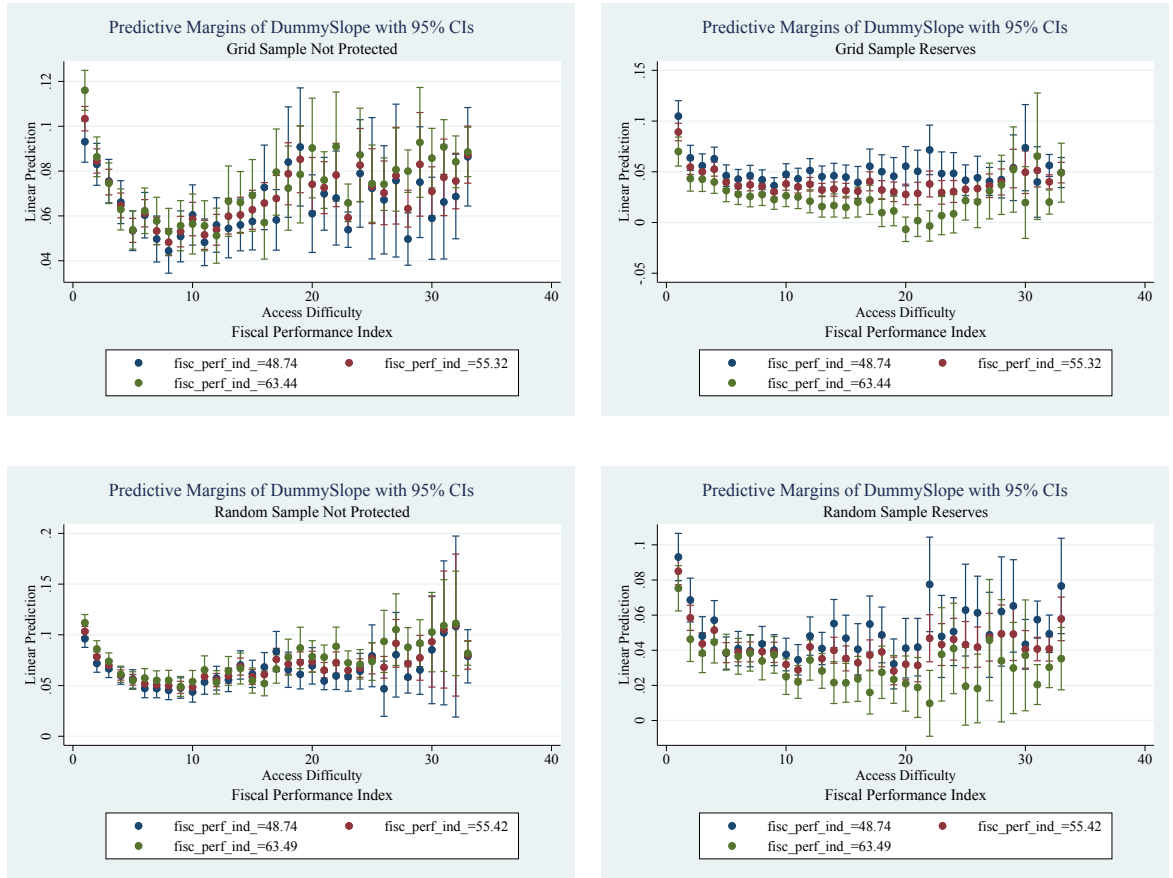 Predictive Margins of DummySlope with 95% CIs
Grid Sample Not Protected
Linear Prediction
.12
.1
.08
.06
.04
0 10 20 30 40
Access Difficulty
Fiscal Performance Index
fisc_perf_ind_=48.74 fisc_perf_ind_=55.32
fisc_perf_ind_=63.44
Predictive Margins of DummySlope with 95% CIs
Grid Sample Reserves
Linear Prediction
.15
.1
.05
0
-.05
0 10 20 30 40
Access Difficulty
Fiscal Performance Index
fisc_perf_ind_=48.74 fisc_perf_ind_=55.32
fisc_perf_ind_=63.44
Predictive Margins of DummySlope with 95% CIs
Random Sample Not Protected
Linear Prediction
.2
.15
.1
.05
0
0 10 20 30 40
Access Difficulty
Fiscal Performance Index
fisc_perf_ind_=48.74 fisc_perf_ind_=55.42
fisc_perf_ind_=63.49
Predictive Margins of DummySlope with 95% CIs
Random Sample Reserves
Linear Prediction
.1
.08
.06
.04
.02
0
0 10 20 30 40
Access Difficulty
Fiscal Performance Index
fisc_perf_ind_=48.74 fisc_perf_ind_=55.42
fisc_perf_ind_=63.49